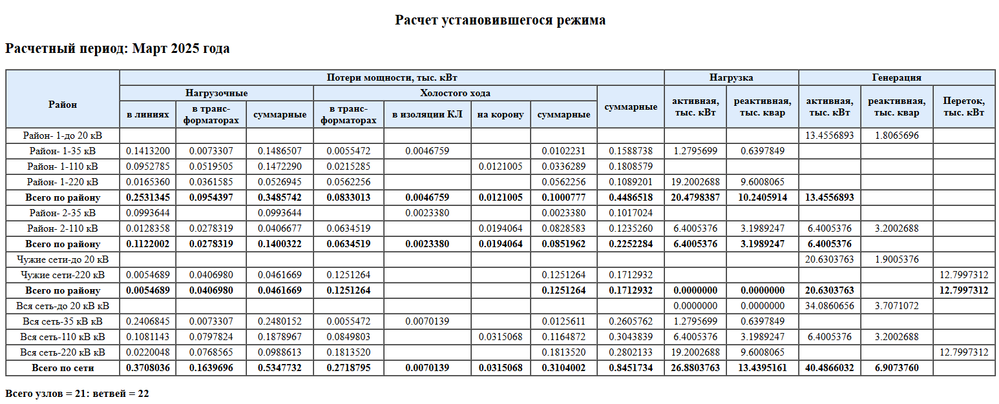 Расчет установившегося режима
Расчетный период: Март 2025 года
Район Потери мощности, тыс. кВт Нагрузка Генерация
Нагрузочные Холостого хода суммарные активная, тыс. кВт реактивная, тыс. квар активная, тыс. кВт реактивная, тыс. квар Переток, тыс. кВт
в линиях в транс-форматорах суммарные в транс-форматорах в изоляции КЛ на корону суммарные
Район- 1-до 20 кВ 13.4556893 1.8065696
Район- 1-35 кВ 0.1413200 0.0073307 0.1486507 0.0055472 0.0046759 0.0102231 0.1588738 1.2795699 0.6397849
Район- 1-110 кВ 0.0952785 0.0519505 0.1472290 0.0215285 0.0121005 0.0336289 0.1808579
Район- 1-220 кВ 0.0165360 0.0361585 0.0526945 0.0562256 0.0562256 0.1089201 19.2002688 9.6008065
Всего по району 0.2531345 0.0954397 0.3485742 0.0833013 0.0046759 0.0121005 0.1000777 0.4486518 20.4798387 10.2405914 13.4556893
Район- 2-35 кВ 0.0993644 0.0993644 0.0023380 0.0023380 0.1017024
Район- 2-110 кВ 0.0128358 0.0278319 0.0406677 0.0634519 0.0194064 0.0828583 0.1235260 6.4005376 3.1989247 6.4005376 3.2002688
Всего по району 0.1122002 0.0278319 0.1400322 0.0634519 0.0023380 0.0194064 0.0851962 0.2252284 6.4005376 3.1989247 6.4005376
Чужие сети-до 20 кВ 20.6303763 1.9005376
Чужие сети-220 кВ 0.0054689 0.0406980 0.0461669 0.1251264 0.1251264 0.1712932 12.7997312
Всего по району 0.0054689 0.0406980 0.0461669 0.1251264 0.1251264 0.1712932 0.0000000 0.0000000 20.6303763 12.7997312
Вся сеть-до 20 кВ кВ 0.0000000 0.0000000 34.0860656 3.7071072
Вся сеть-35 кВ кВ 0.2406845 0.0073307 0.2480152 0.0055472 0.0070139 0.0125611 0.2605762 1.2795699 0.6397849
Вся сеть-110 кВ кВ 0.1081143 0.0797824 0.1878967 0.0849803 0.0315068 0.1164872 0.3043839 6.4005376 3.1989247 6.4005376 3.2002688
Вся сеть-220 кВ кВ 0.0220048 0.0768565 0.0988613 0.1813520 0.1813520 0.2802133 19.2002688 9.6008065 12.7997312
Всего по сети 0.3708036 0.1639696 0.5347732 0.2718795 0.0070139 0.0315068 0.3104002 0.8451734 26.8803763 13.4395161 40.4866032 6.9073760
Всего узлов = 21: ветвей = 22